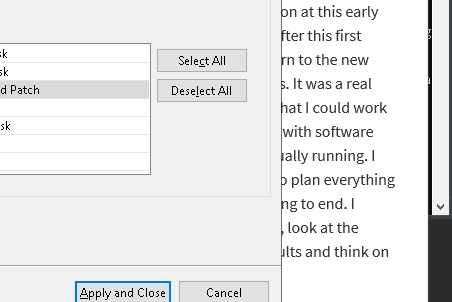 sk
sk
d Patch
sk
Select All
Deselect All
Apply and Close
Cancel
on at this early
fter this first
rn to the new
s. It was a real
hat I could work
with software
ually running. I
o plan everything
ng to end. I
, look at the
ults and think on